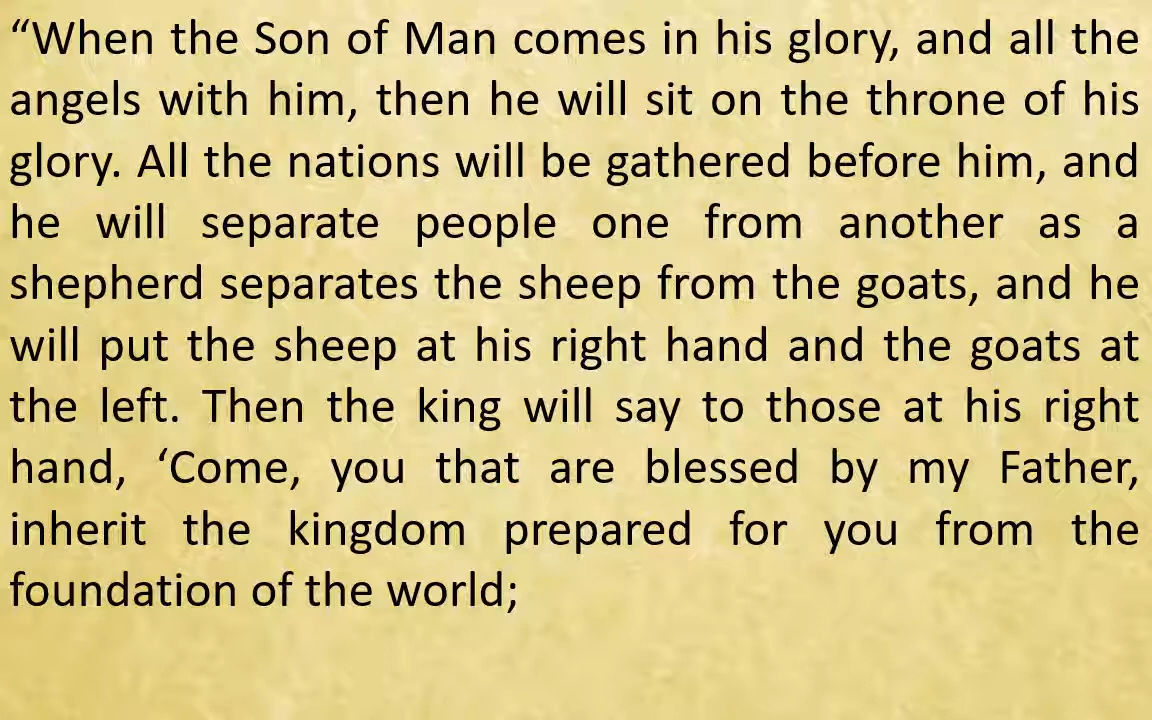 “When the Son of Man comes in his glory, and all the
angels with him, then he will sit on the throne of his
glory. All the nations will be gathered before him, and
he will separate people one from another as a
shepherd separates the sheep from the goats, and he
will put the sheep at his right hand and the goats at
the left. Then the king will say to those at his right
hand, ‘Come, you that are blessed by my Father,
inherit the kingdom prepared for you from the
foundation of the world;